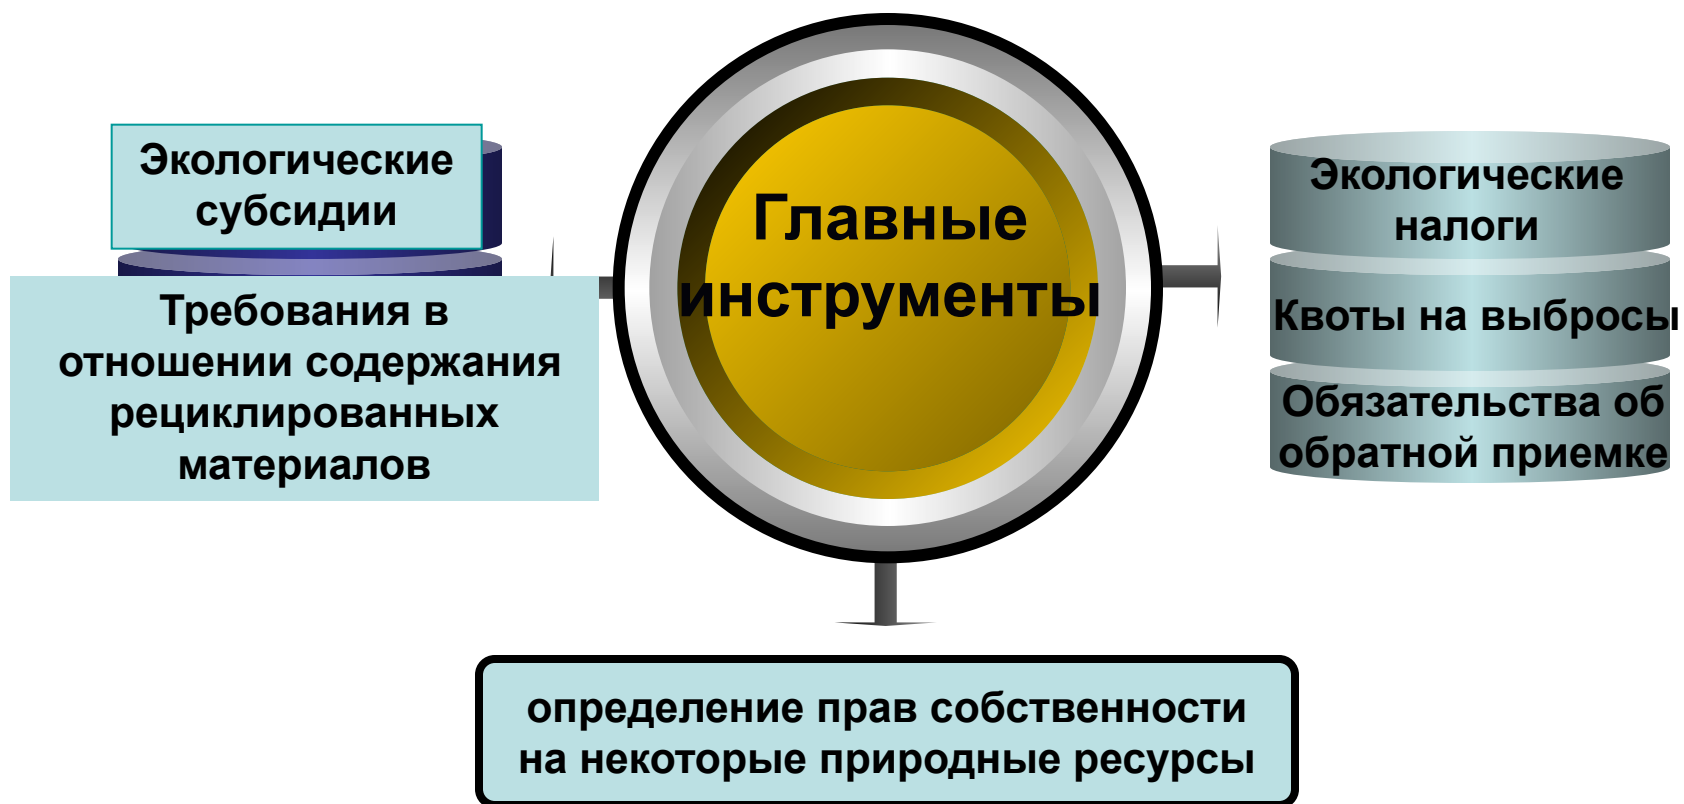 Экологические
субсидии
Требования в
отношении содержания
рециклированных
материалов
Главные
инструменты
Экологические
налоги
Квоты на выбросы
Обязательства об
обратной приемке
определение прав собственности
на некоторые природные ресурсы